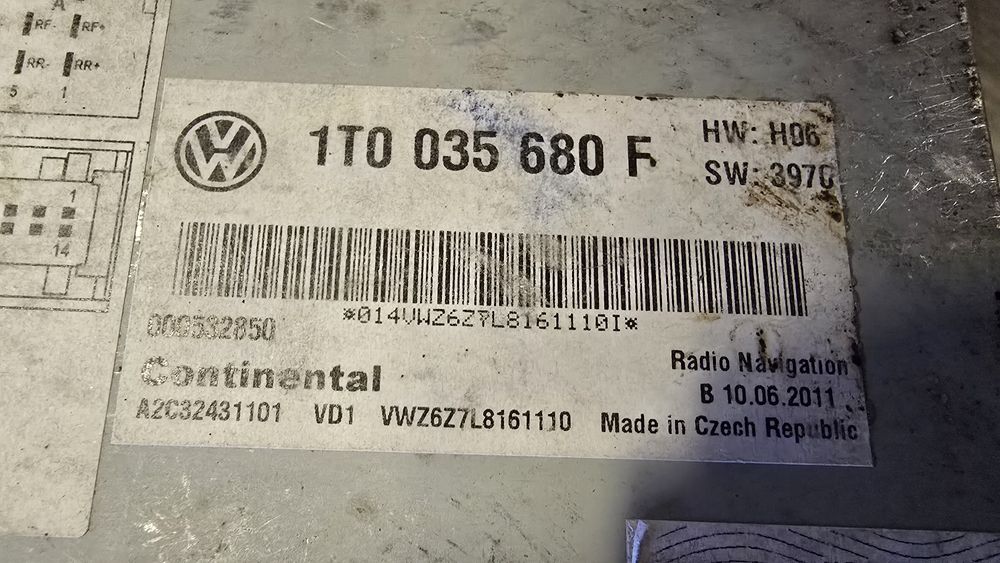 A
RF- RF+
RR- RR+
5 1
1
14
VW
1T0 035 680 F
HW: H06
SW: 3970
*014VWZ6Z7L8161110I*
000532850
Continental
Radio Navigation
B 10.06.2011
A2C32431101 VD1 VWZ6Z7L8161110 Made in Czech Republic